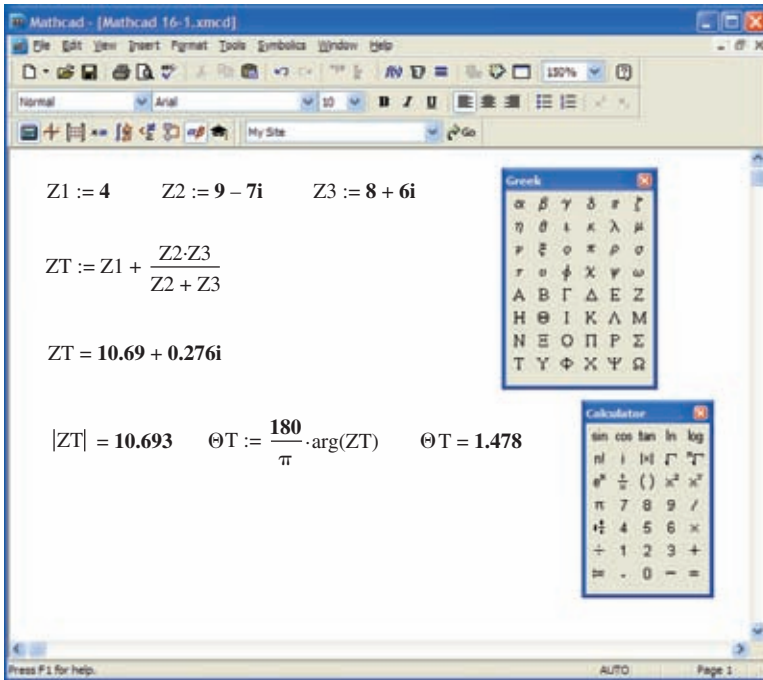 Mathcad - [Mathcad 16-1.xmcd]
File Edit View Insert Format Tools Symbolics Window Help
150%
Normal Arial 10 B I U
My Site Go
Z1 := 4 Z2 := 9 – 7i Z3 := 8 + 6i
ZT := Z1 + Z2·Z3 / Z2 + Z3
ZT = 10.69 + 0.276i
|ZT| = 10.693 ΘT := 180 / π ·arg(ZT) ΘT = 1.478
Greek
α β γ δ ε ζ
η θ ι κ λ μ
ν ξ ο π ρ σ
τ υ ϕ χ ψ ω
Α Β Γ Δ Ε Ζ
Η Θ Ι Κ Λ Μ
Ν Ξ Ο Π Ρ Σ
Τ Υ Φ Χ Ψ Ω
Calculator
sin cos tan ln log
n! i |x|
( ) x²
π 7 8 9 /
4 5 6 ×
÷ 1 2 3 +
:= . 0 − =
Press F1 for help. AUTO Page 1